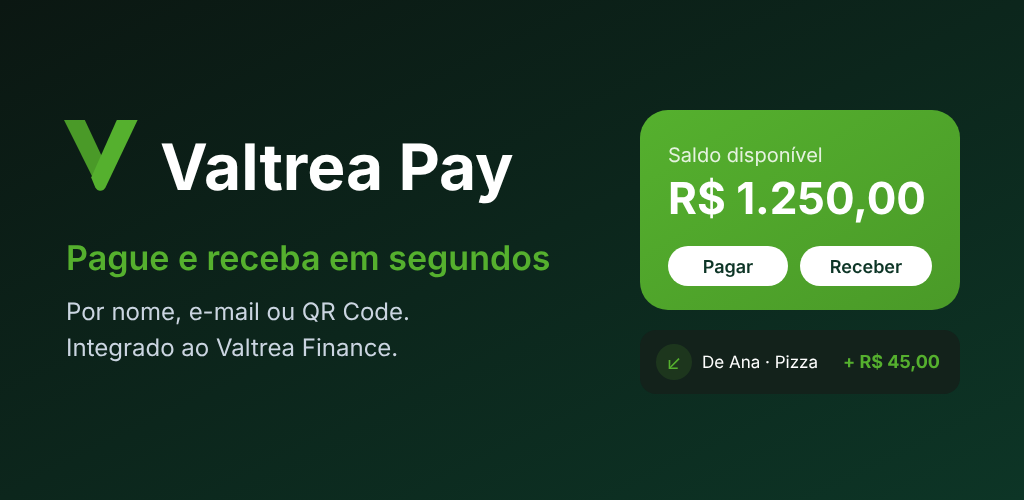 Valtrea Pay
Pague e receba em segundos
Por nome, e-mail ou QR Code.
Integrado ao Valtrea Finance.
Saldo disponível
R$ 1.250,00
Pagar
Receber
De Ana · Pizza
+ R$ 45,00